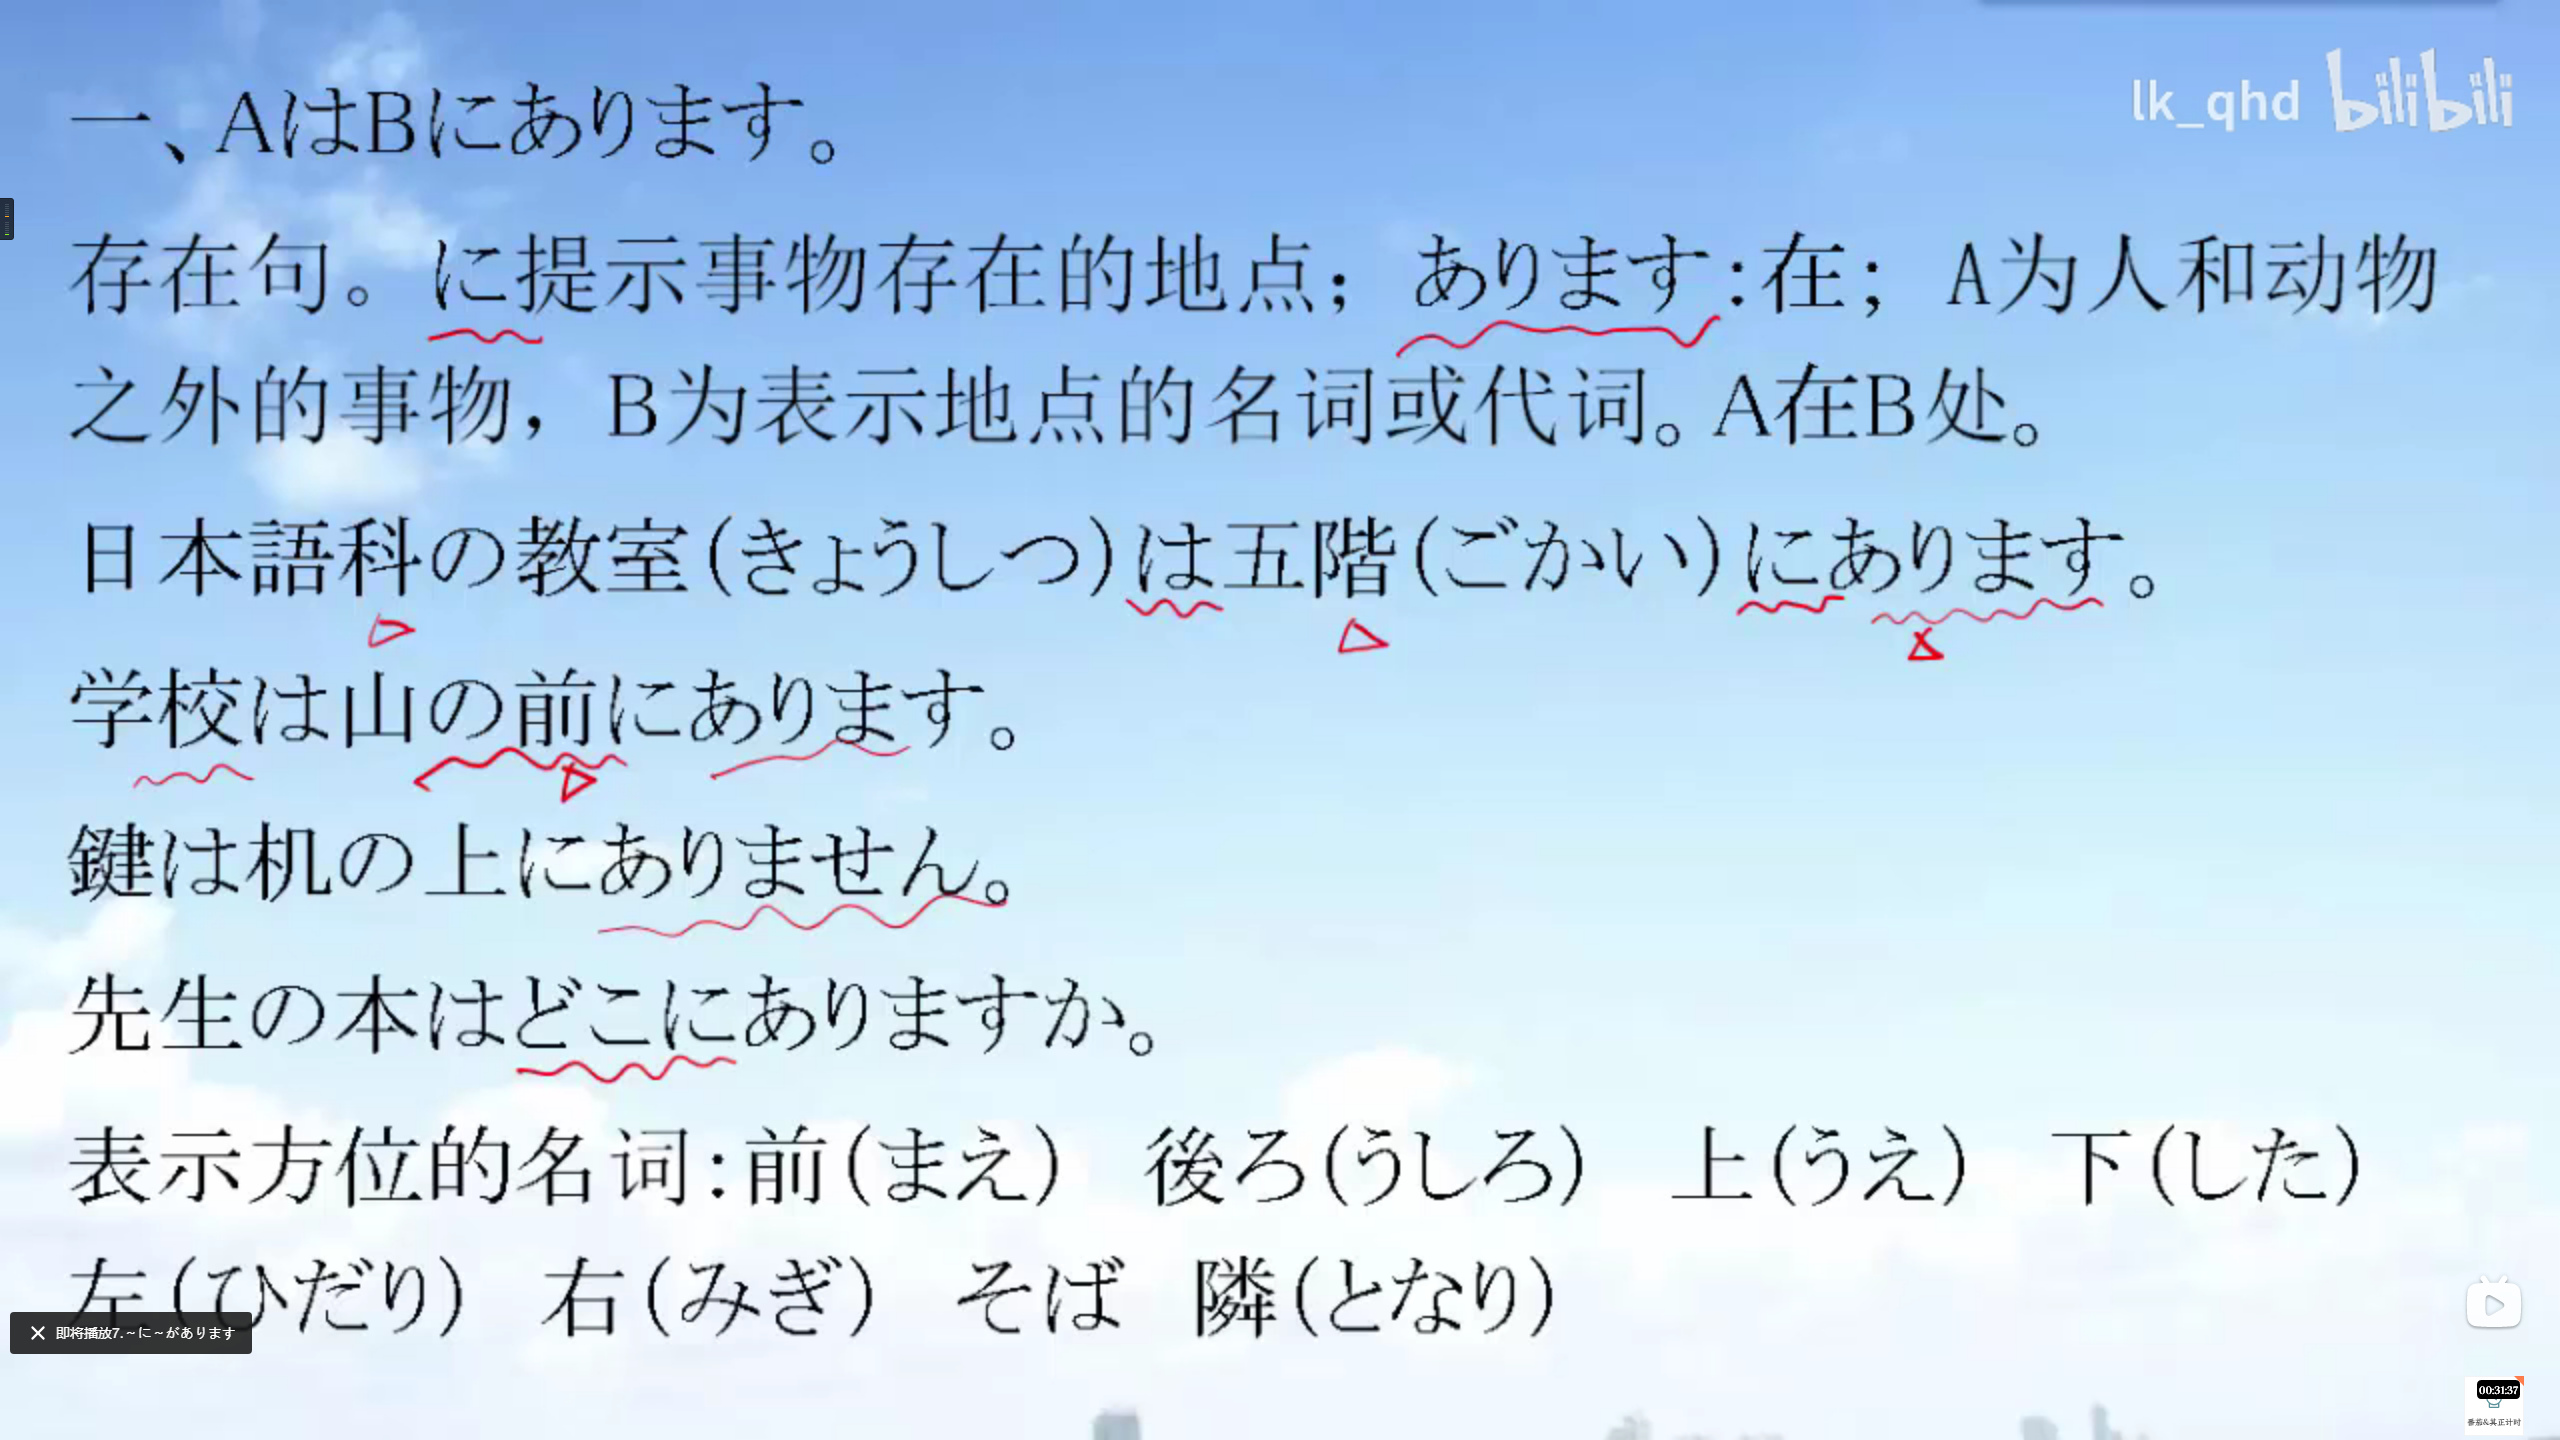 lk_qhd bilibili
一、AはBにあります。
存在句。に提示事物存在的地点；あります：在；A为人和动物
之外的事物，B为表示地点的名词或代词。A在B处。
日本語科の教室(きょうしつ)は五階(ごかい)にあります。
学校は山の前にあります。
鍵は机の上にありません。
先生の本はどこにありますか。
表示方位的名词：前(まえ) 後ろ(うしろ) 上(うえ) 下(した)
左(ひだり) 右(みぎ) そば 隣(となり)
即将播放7.～に～があります
00:31:37
番茄&其正计时